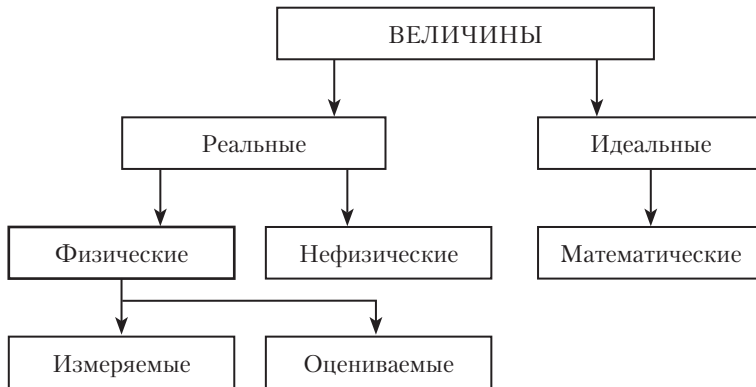 ВЕЛИЧИНЫ
Реальные
Идеальные
Физические
Нефизические
Математические
Измеряемые
Оцениваемые